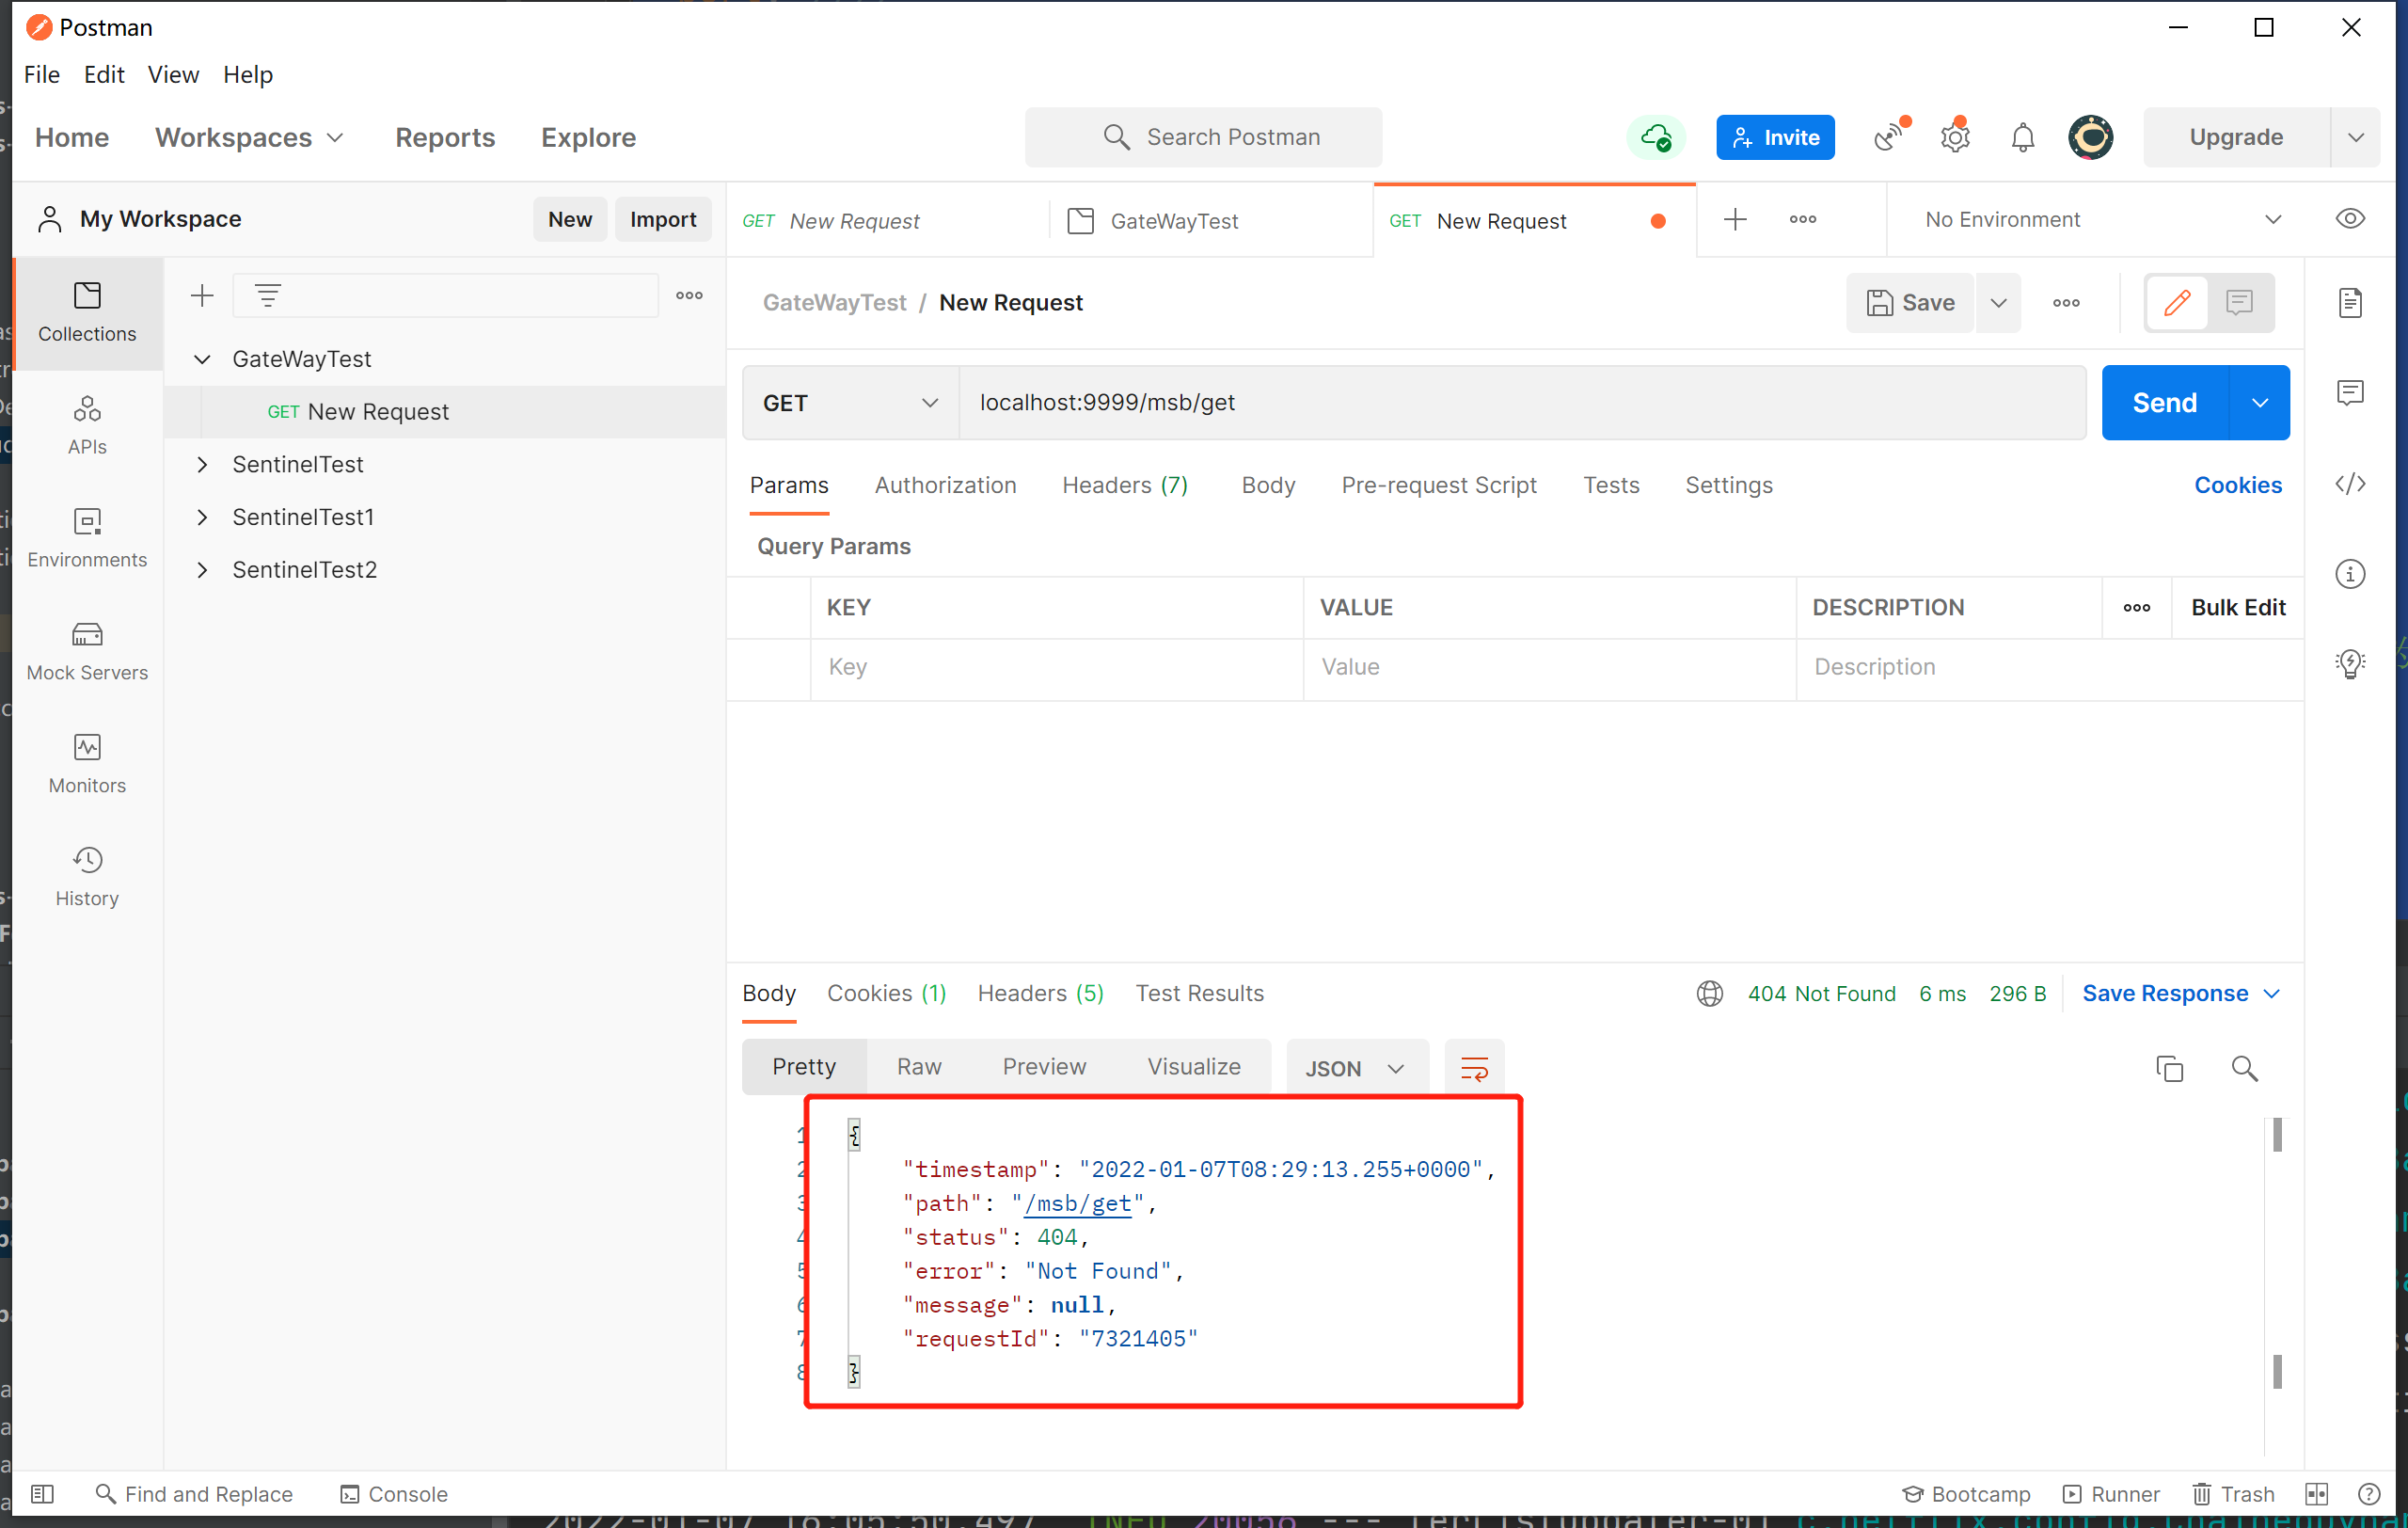 Postman
File Edit View Help
Home Workspaces Reports Explore Search Postman Invite Upgrade
My Workspace New Import
GET New Request GateWayTest GET New Request No Environment
Collections
APIs
Environments
Mock Servers
Monitors
History
GateWayTest
GET New Request
SentinelTest
SentinelTest1
SentinelTest2
GateWayTest / New Request Save
GET localhost:9999/msb/get Send
Params Authorization Headers (7) Body Pre-request Script Tests Settings Cookies
Query Params
KEY VALUE DESCRIPTION Bulk Edit
Key Value Description
Body Cookies (1) Headers (5) Test Results 404 Not Found 6 ms 296 B Save Response
Pretty Raw Preview Visualize JSON
1 {
2 "timestamp": "2022-01-07T08:29:13.255+0000",
3 "path": "/msb/get",
4 "status": 404,
5 "error": "Not Found",
6 "message": null,
7 "requestId": "7321405"
8 }
Find and Replace Console Bootcamp Runner Trash